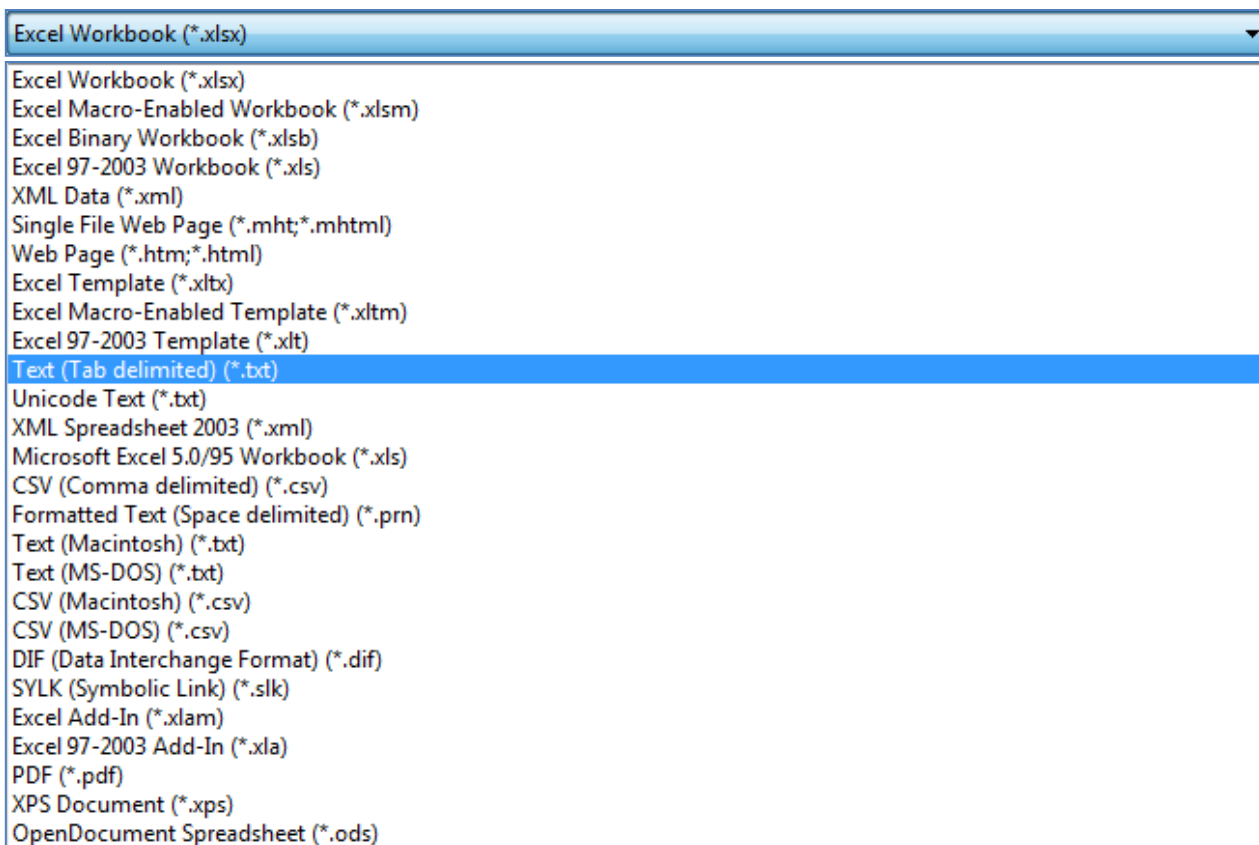 Excel Workbook (*.xlsx)
Excel Workbook (*.xlsx)
Excel Macro-Enabled Workbook (*.xlsm)
Excel Binary Workbook (*.xlsb)
Excel 97-2003 Workbook (*.xls)
XML Data (*.xml)
Single File Web Page (*.mht;*.mhtml)
Web Page (*.htm;*.html)
Excel Template (*.xltx)
Excel Macro-Enabled Template (*.xltm)
Excel 97-2003 Template (*.xlt)
Text (Tab delimited) (*.txt)
Unicode Text (*.txt)
XML Spreadsheet 2003 (*.xml)
Microsoft Excel 5.0/95 Workbook (*.xls)
CSV (Comma delimited) (*.csv)
Formatted Text (Space delimited) (*.prn)
Text (Macintosh) (*.txt)
Text (MS-DOS) (*.txt)
CSV (Macintosh) (*.csv)
CSV (MS-DOS) (*.csv)
DIF (Data Interchange Format) (*.dif)
SYLK (Symbolic Link) (*.slk)
Excel Add-In (*.xlam)
Excel 97-2003 Add-In (*.xla)
PDF (*.pdf)
XPS Document (*.xps)
OpenDocument Spreadsheet (*.ods)